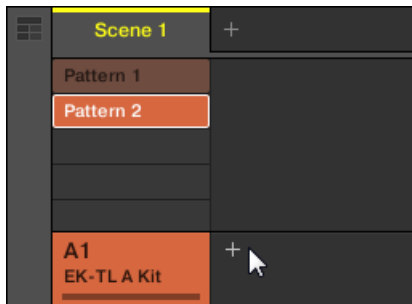 Scene 1
+
Pattern 1
Pattern 2
A1
+
EK-TL A Kit